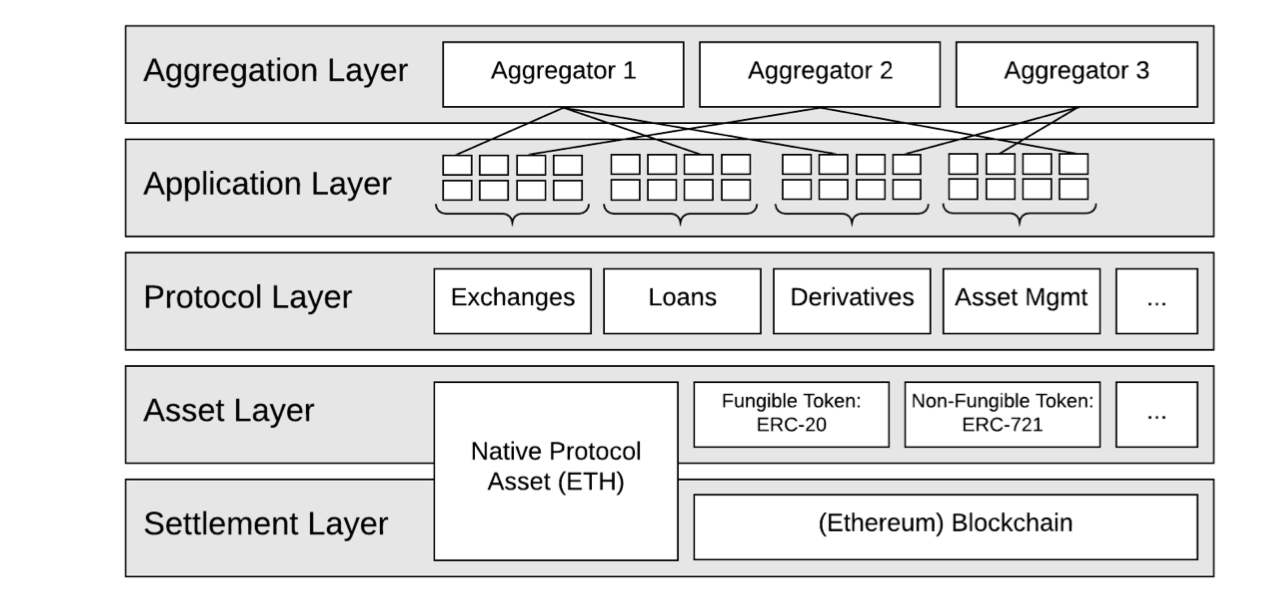 Aggregation Layer
Aggregator 1
Aggregator 2
Aggregator 3
Application Layer
Protocol Layer
Exchanges
Loans
Derivatives
Asset Mgmt
...
Asset Layer
Native Protocol
Asset (ETH)
Fungible Token:
ERC-20
Non-Fungible Token:
ERC-721
...
Settlement Layer
(Ethereum) Blockchain